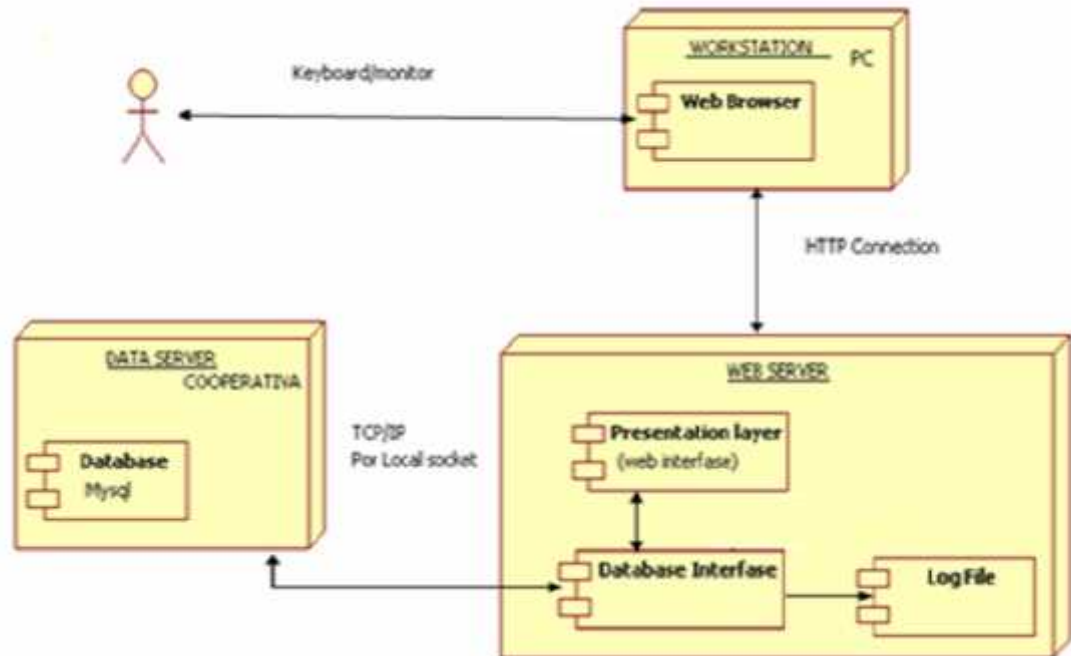 WORKSTATION
PC
Keyboard/monitor
Web Browser
HTTP Connection
DATA SERVER
COOPERATIVA
WEB SERVER
TCP/IP
Por Local socket
Presentation layer
(web interfase)
Database
Mysql
Database Interfase
Log File